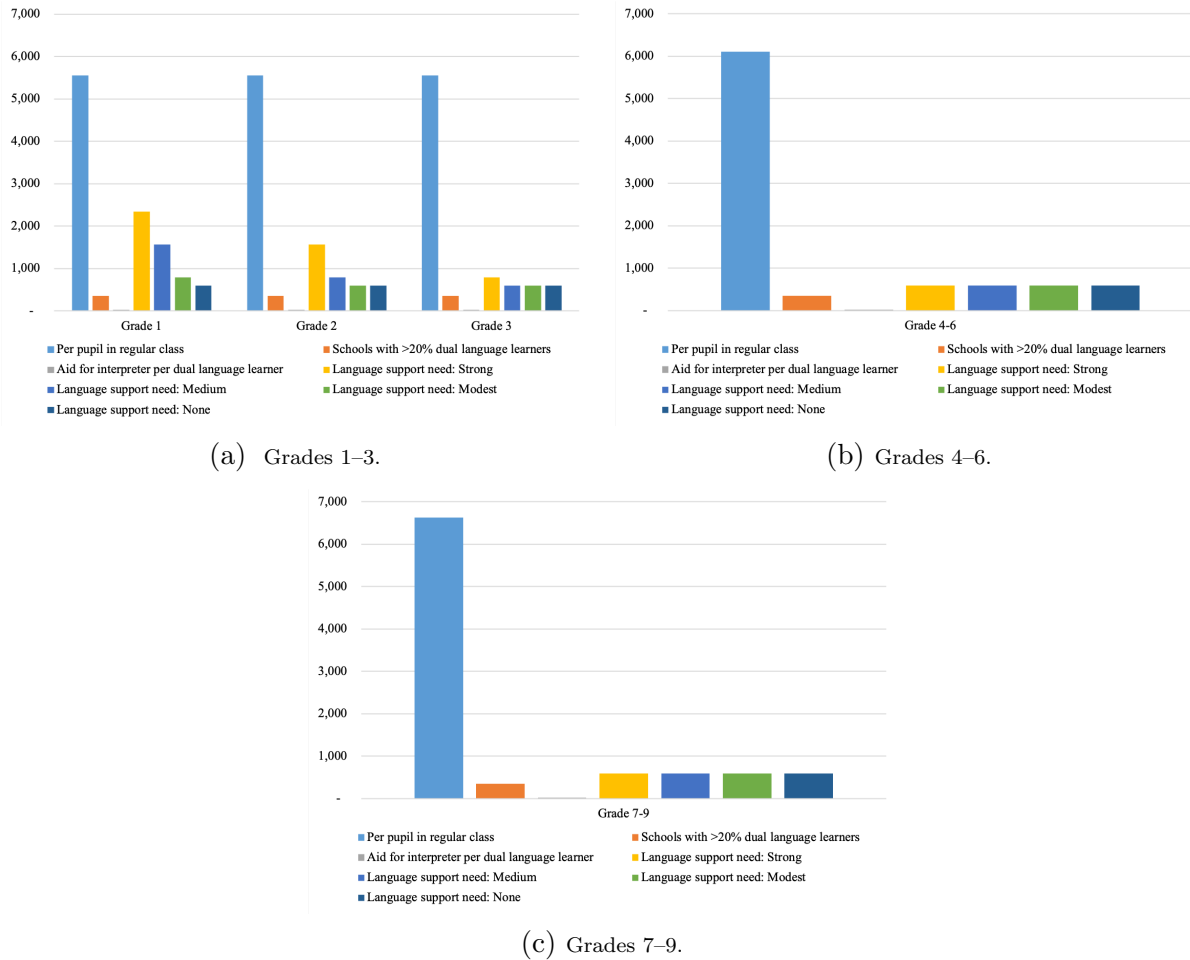 7,000
6,000
5,000
4,000
3,000
2,000
1,000
-
Grade 1 Grade 2 Grade 3
Per pupil in regular class Schools with >20% dual language learners
Aid for interpreter per dual language learner Language support need: Strong
Language support need: Medium Language support need: Modest
Language support need: None
(a) Grades 1–3.
7,000
6,000
5,000
4,000
3,000
2,000
1,000
-
Grade 4-6
Per pupil in regular class Schools with >20% dual language learners
Aid for interpreter per dual language learner Language support need: Strong
Language support need: Medium Language support need: Modest
Language support need: None
(b) Grades 4–6.
7,000
6,000
5,000
4,000
3,000
2,000
1,000
-
Grade 7-9
Per pupil in regular class Schools with >20% dual language learners
Aid for interpreter per dual language learner Language support need: Strong
Language support need: Medium Language support need: Modest
Language support need: None
(c) Grades 7–9.